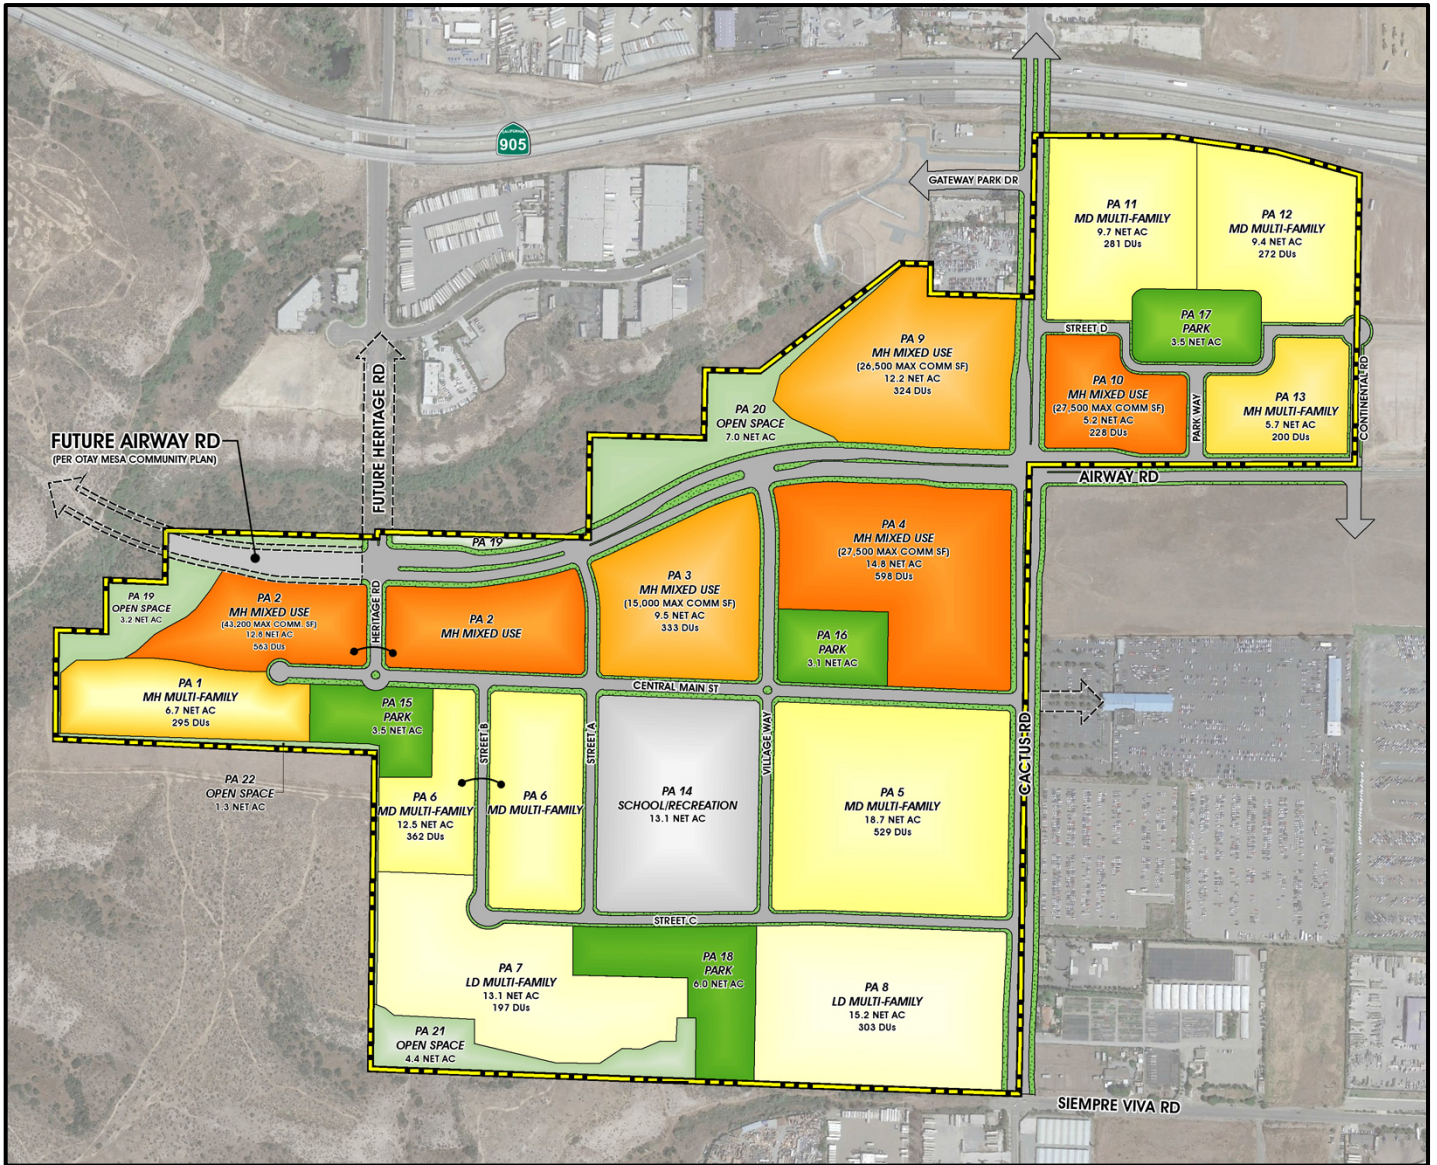 CALIFORNIA
905
GATEWAY PARK DR
PA 11
MD MULTI-FAMILY
9.7 NET AC
281 DUs
PA 12
MD MULTI-FAMILY
9.4 NET AC
272 DUs
PA 17
PARK
3.5 NET AC
STREET D
PA 9
MH MIXED USE
(26,500 MAX COMM SF)
12.2 NET AC
324 DUs
PA 10
MH MIXED USE
(27,500 MAX COMM SF)
5.2 NET AC
228 DUs
PARK WAY
PA 13
MH MULTI-FAMILY
5.7 NET AC
200 DUs
CONTINENTAL RD
PA 20
OPEN SPACE
7.0 NET AC
FUTURE HERITAGE RD
FUTURE AIRWAY RD
(PER OTAY MESA COMMUNITY PLAN)
AIRWAY RD
PA 19
PA 4
MH MIXED USE
(27,500 MAX COMM SF)
14.8 NET AC
598 DUs
PA 3
MH MIXED USE
(15,000 MAX COMM SF)
9.5 NET AC
333 DUs
PA 19
OPEN SPACE
3.2 NET AC
PA 2
MH MIXED USE
(43,200 MAX COMM. SF)
12.8 NET AC
563 DUs
HERITAGE RD
PA 2
MH MIXED USE
PA 16
PARK
3.1 NET AC
CENTRAL MAIN ST
PA 1
MH MULTI-FAMILY
6.7 NET AC
295 DUs
PA 15
PARK
3.5 NET AC
STREET B
STREET A
VILLAGE WAY
CACTUS RD
PA 22
OPEN SPACE
1.3 NET AC
PA 6
MD MULTI-FAMILY
12.5 NET AC
362 DUs
PA 6
MD MULTI-FAMILY
PA 14
SCHOOL/RECREATION
13.1 NET AC
PA 5
MD MULTI-FAMILY
18.7 NET AC
529 DUs
STREET C
PA 7
LD MULTI-FAMILY
13.1 NET AC
197 DUs
PA 18
PARK
6.0 NET AC
PA 8
LD MULTI-FAMILY
15.2 NET AC
303 DUs
PA 21
OPEN SPACE
4.4 NET AC
SIEMPRE VIVA RD